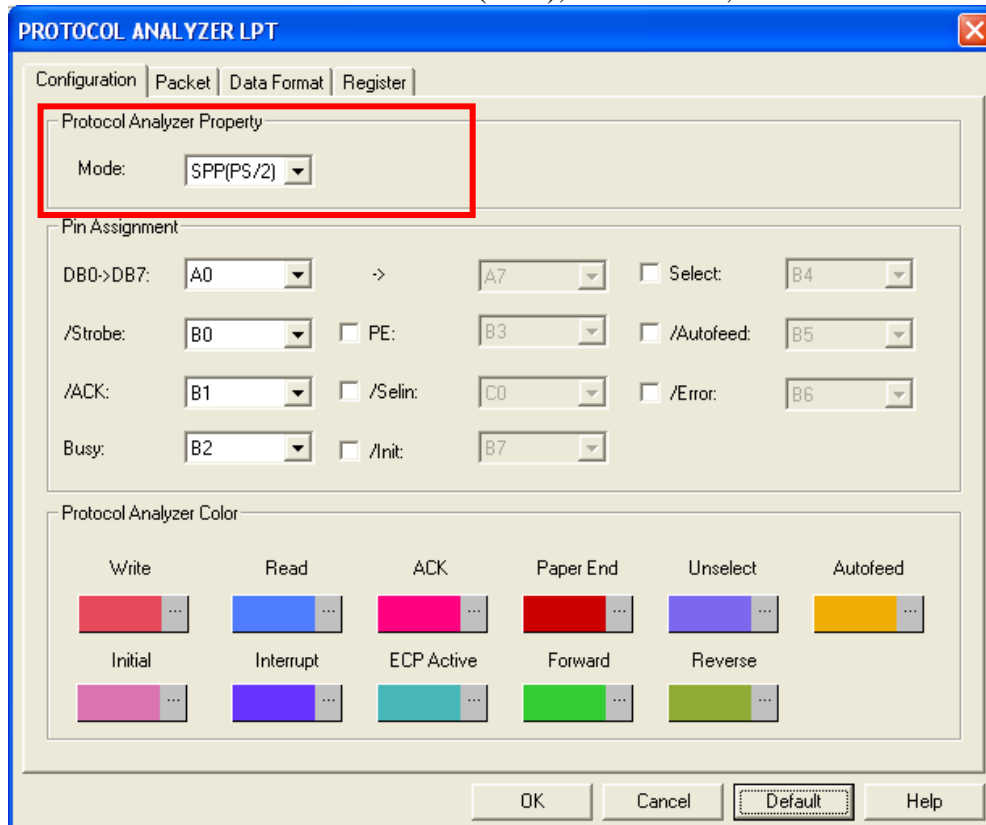 PROTOCOL ANALYZER LPT
Configuration Packet Data Format Register
Protocol Analyzer Property
Mode: SPP(PS/2)
Pin Assignment
DB0->DB7: A0 -> A7 Select: B4
/Strobe: B0 PE: B3 /Autofeed: B5
/ACK: B1 /Selin: C0 /Error: B6
Busy: B2 /Init: B7
Protocol Analyzer Color
Write Read ACK Paper End Unselect Autofeed
... ... ... ... ... ...
Initial Interrupt ECP Active Forward Reverse
... ... ... ... ...
OK Cancel Default Help